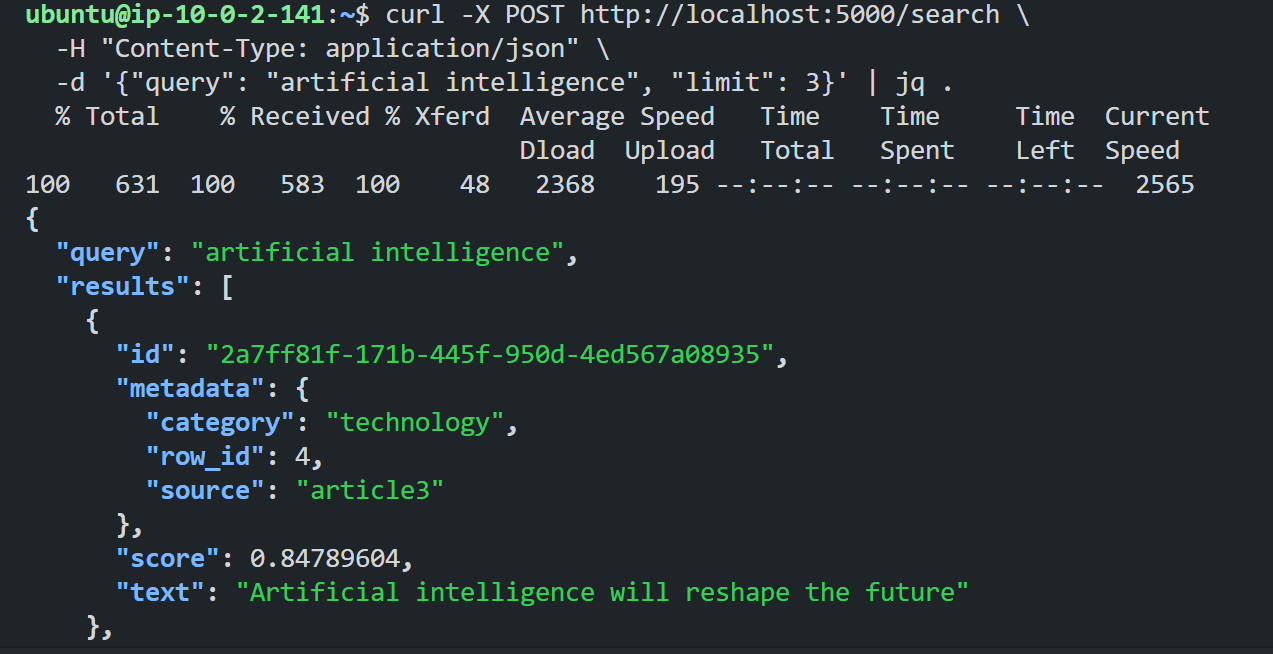 ubuntu@ip-10-0-2-141:~$ curl -X POST http://localhost:5000/search \
  -H "Content-Type: application/json" \
  -d '{"query": "artificial intelligence", "limit": 3}' | jq .
  % Total    % Received % Xferd  Average Speed   Time    Time     Time  Current
                                 Dload  Upload   Total   Spent    Left  Speed
100   631  100   583  100    48   2368    195 --:--:-- --:--:-- --:--:--  2565
{
  "query": "artificial intelligence",
  "results": [
    {
      "id": "2a7ff81f-171b-445f-950d-4ed567a08935",
      "metadata": {
        "category": "technology",
        "row_id": 4,
        "source": "article3"
      },
      "score": 0.84789604,
      "text": "Artificial intelligence will reshape the future"
    },